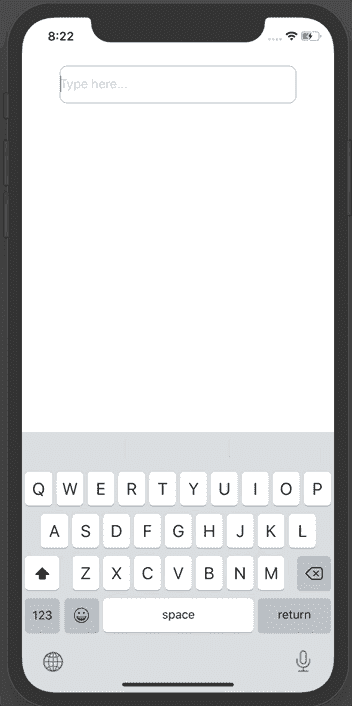 8:22
Type here...
Q W E R T Y U I O P
A S D F G H J K L
Z X C V B N M
123 space return